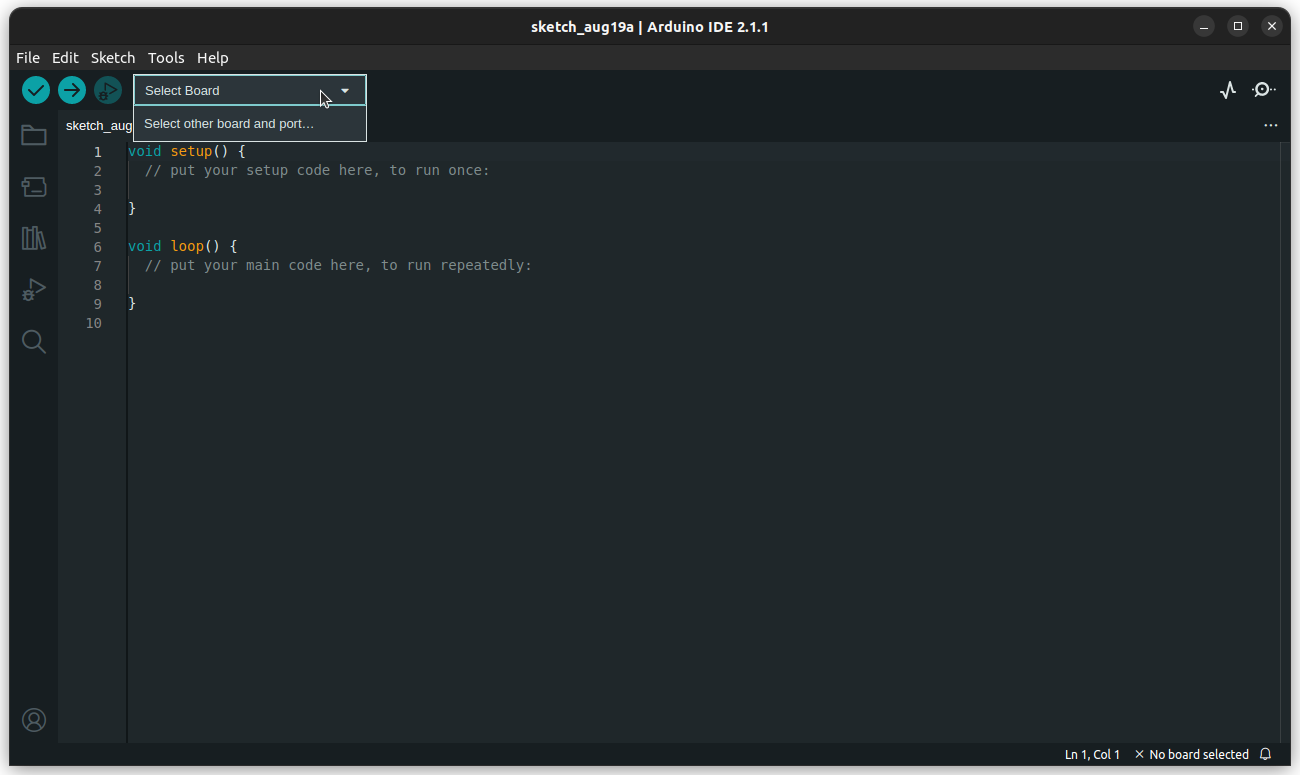 sketch_aug19a | Arduino IDE 2.1.1
File Edit Sketch Tools Help
Select Board
Select other board and port…
sketch_aug
1 void setup() {
2 // put your setup code here, to run once:
3
4 }
5
6 void loop() {
7 // put your main code here, to run repeatedly:
8
9 }
10
Ln 1, Col 1 × No board selected